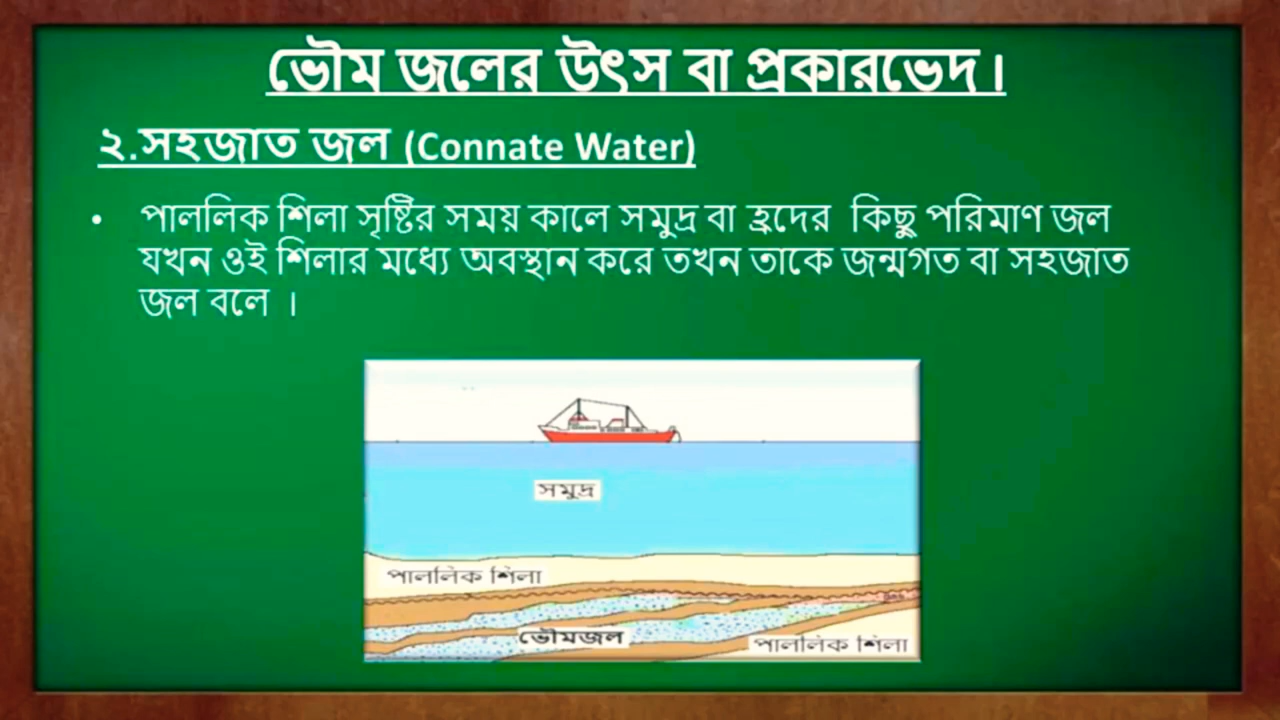 ভৌম জলের উৎস বা প্রকারভেদ।
২.সহজাত জল (Connate Water)
• পাললিক শিলা সৃষ্টির সময় কালে সমুদ্র বা হ্রদের কিছু পরিমাণ জল
যখন ওই শিলার মধ্যে অবস্থান করে তখন তাকে জন্মগত বা সহজাত
জল বলে ।
সমুদ্র
পাললিক শিলা
ভৌমজল
পাললিক শিলা